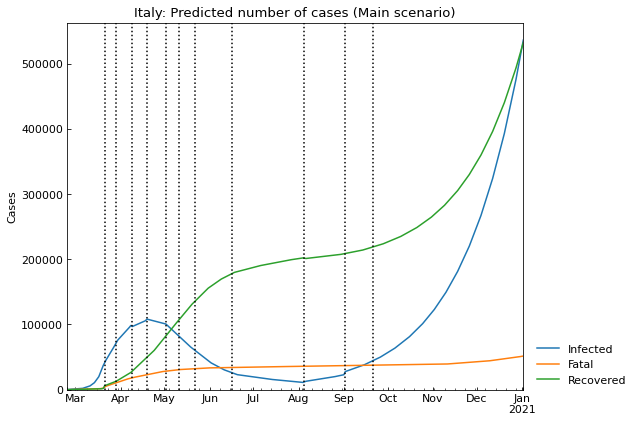 Italy: Predicted number of cases (Main scenario)
Cases
500000
400000
300000
200000
100000
0
Mar Apr May Jun Jul Aug Sep Oct Nov Dec Jan
2021
Infected
Fatal
Recovered